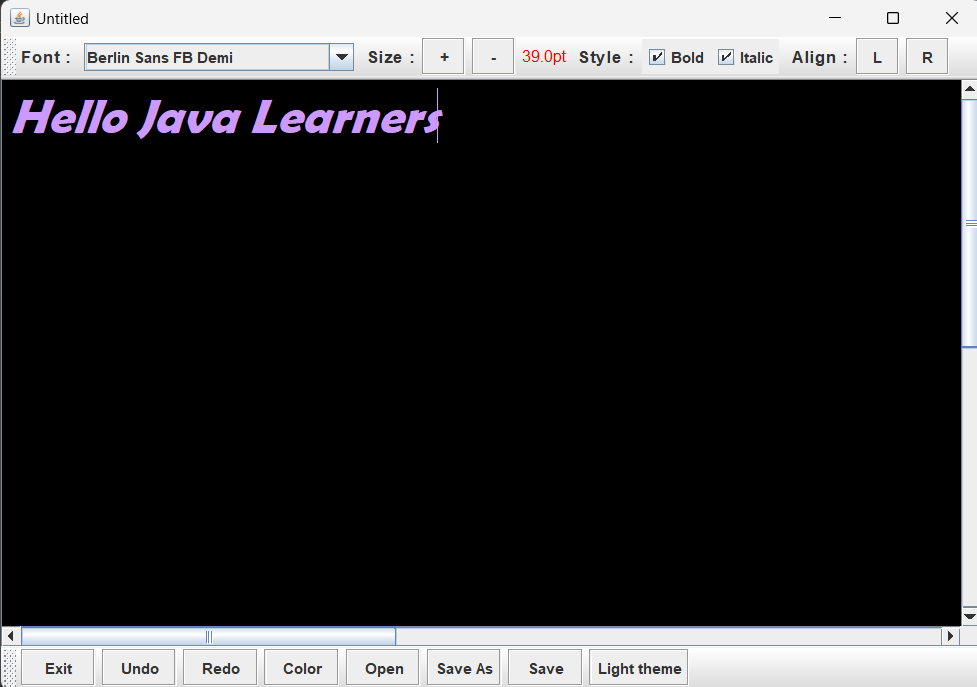 Untitled
Font : Berlin Sans FB Demi Size : + - 39.0pt Style : Bold Italic Align : L R
Hello Java Learners
Exit Undo Redo Color Open Save As Save Light theme